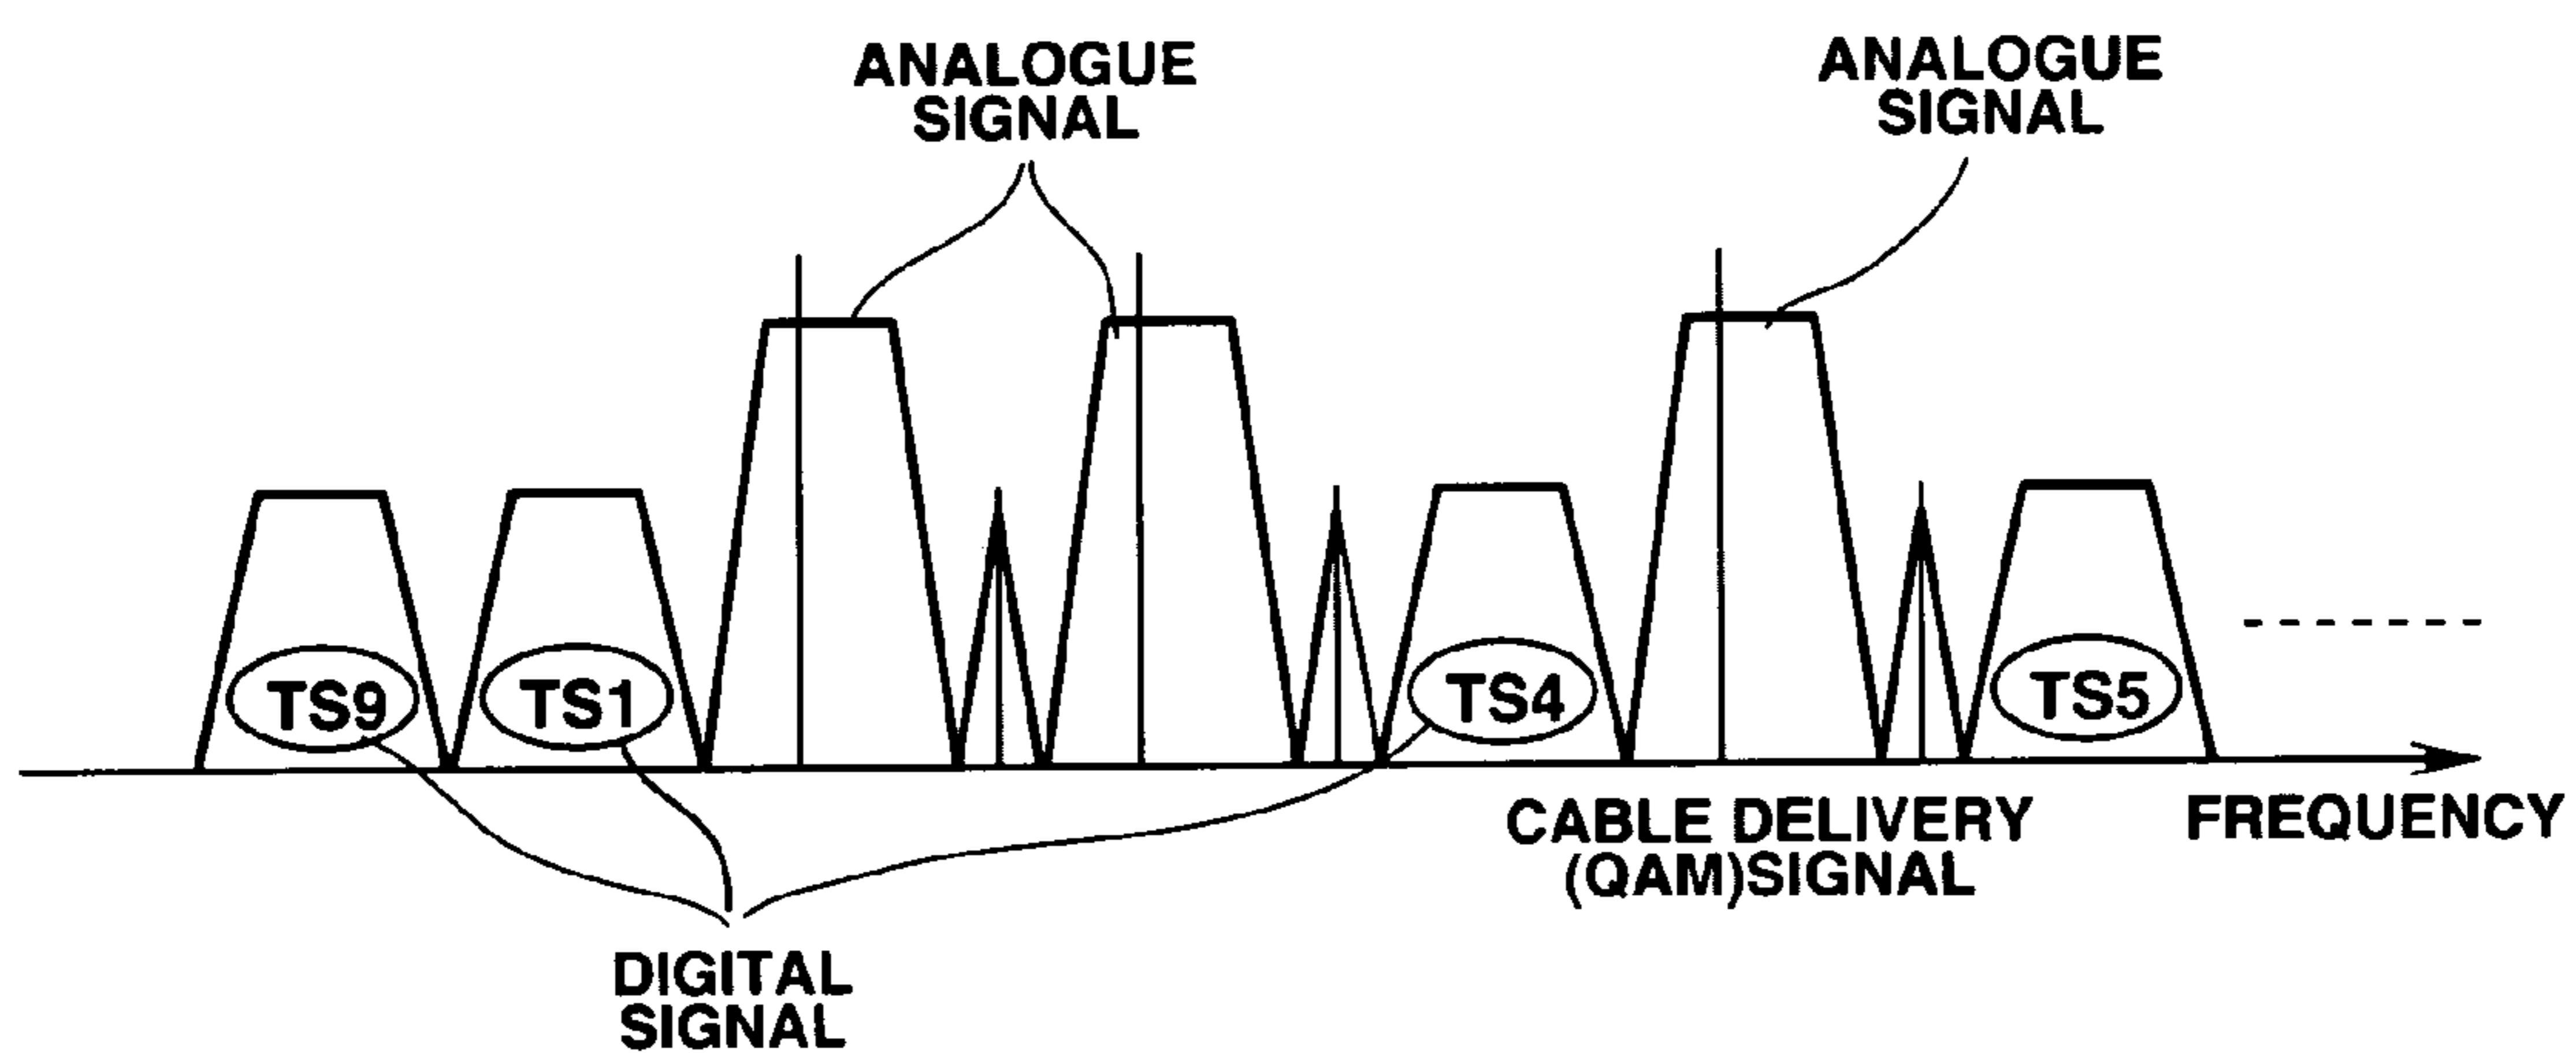 ANALOGUE
SIGNAL
ANALOGUE
SIGNAL
TS9
TS1
TS4
TS5
CABLE DELIVERY
(QAM)SIGNAL
FREQUENCY
DIGITAL
SIGNAL